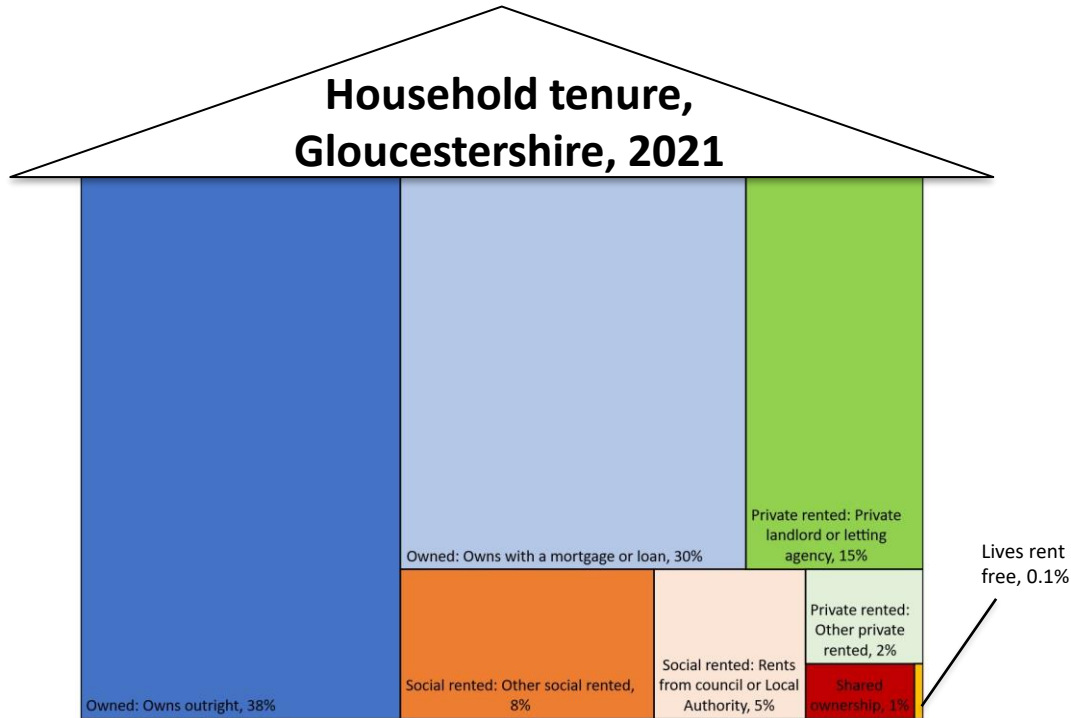 Household tenure,
Gloucestershire, 2021
Owned: Owns outright, 38%
Owned: Owns with a mortgage or loan, 30%
Private rented: Private
landlord or letting
agency, 15%
Social rented: Other social rented,
8%
Social rented: Rents
from council or Local
Authority, 5%
Private rented:
Other private
rented, 2%
Shared
ownership, 1%
Lives rent
free, 0.1%